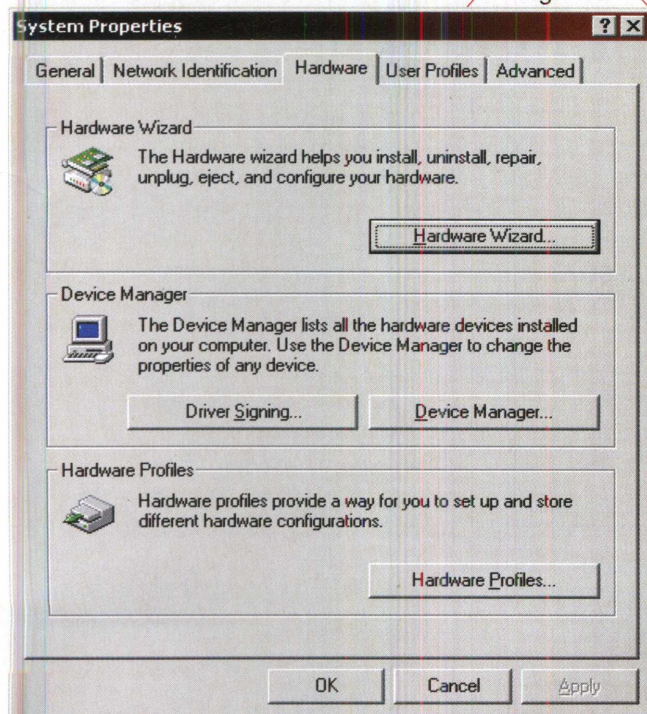 System Properties
General Network Identification Hardware User Profiles Advanced
Hardware Wizard
The Hardware wizard helps you install, uninstall, repair,
unplug, eject, and configure your hardware.
Hardware Wizard...
Device Manager
The Device Manager lists all the hardware devices installed
on your computer. Use the Device Manager to change the
properties of any device.
Driver Signing... Device Manager...
Hardware Profiles
Hardware profiles provide a way for you to set up and store
different hardware configurations.
Hardware Profiles...
OK Cancel Apply